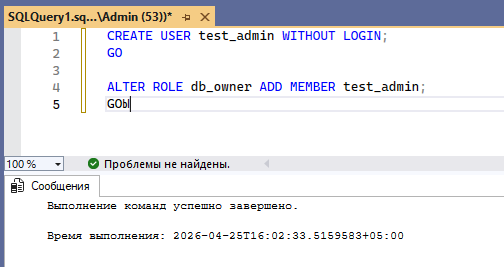 SQLQuery1.sq...\Admin (53))*
1 CREATE USER test_admin WITHOUT LOGIN;
2 GO
3
4 ALTER ROLE db_owner ADD MEMBER test_admin;
5 GOЫ
100 %
Проблемы не найдены.
Сообщения
Выполнение команд успешно завершено.
Время выполнения: 2026-04-25T16:02:33.5159583+05:00